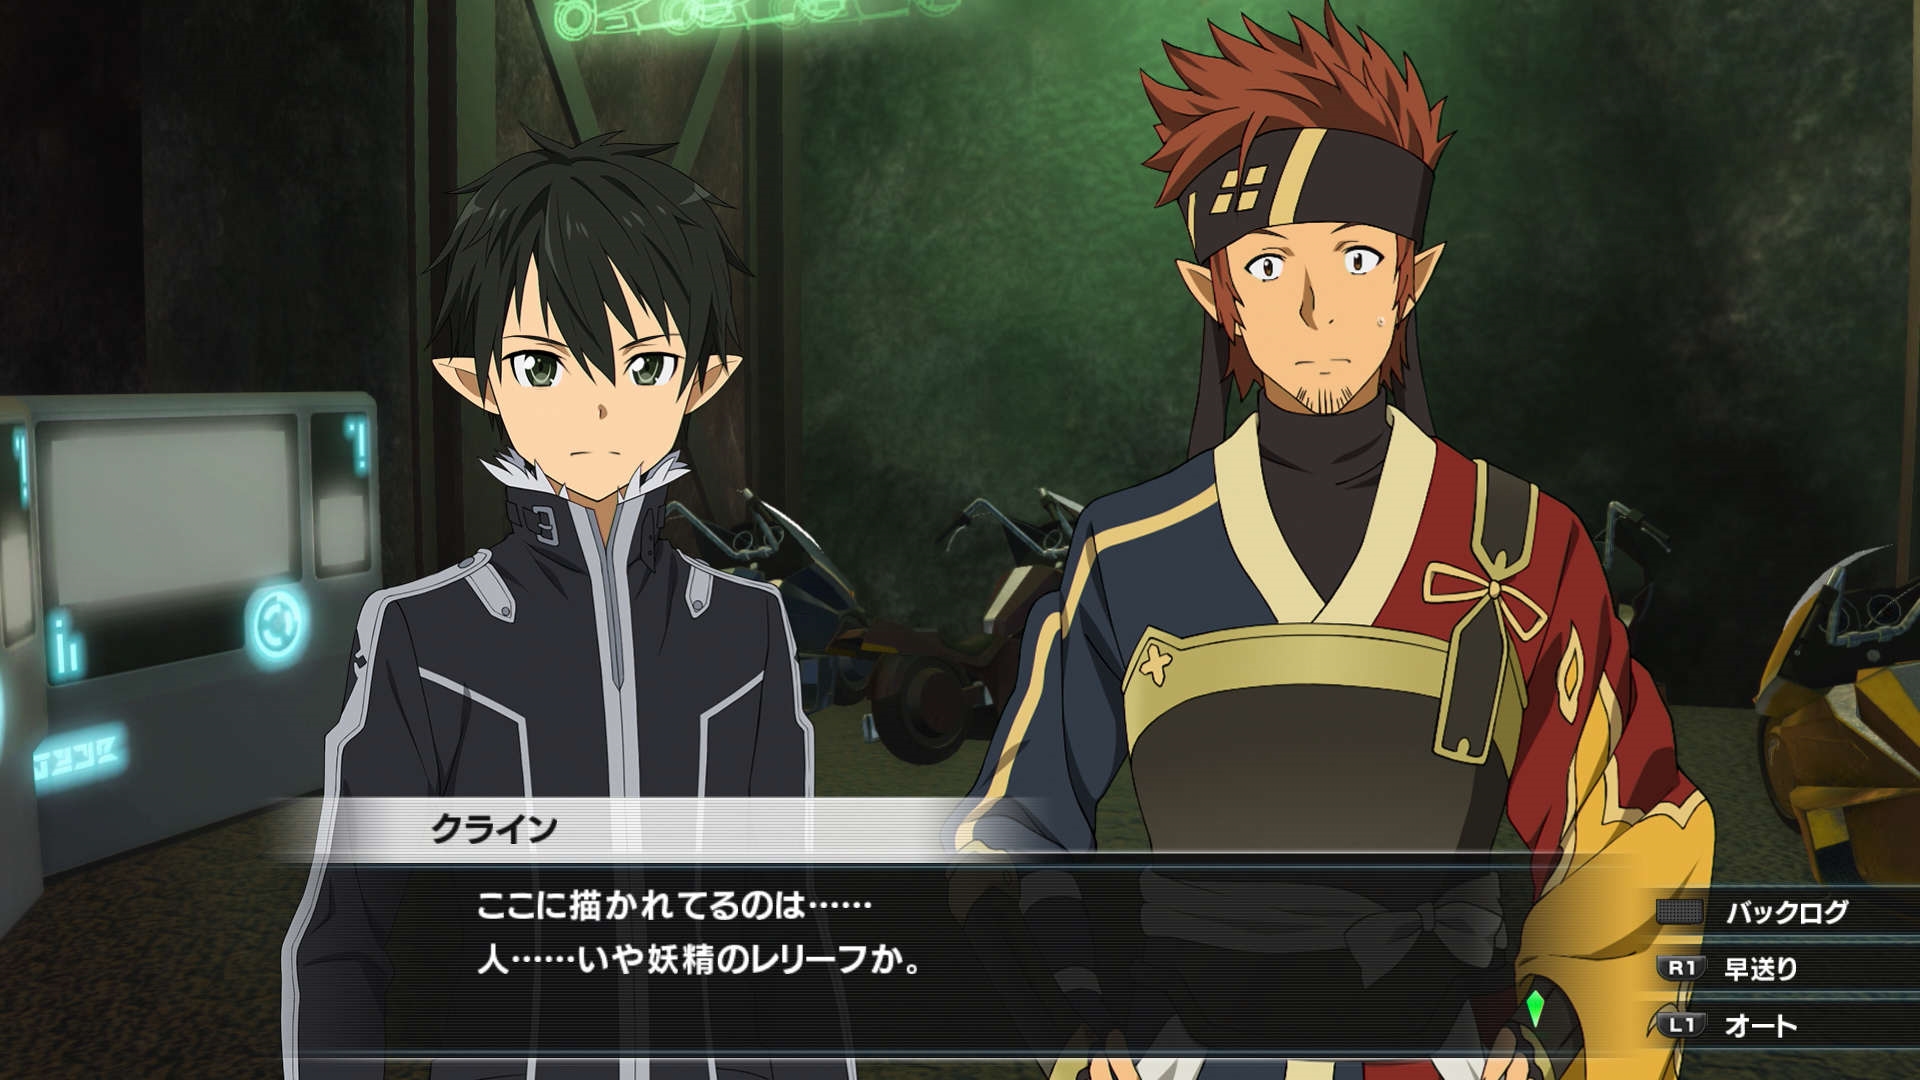 クライン
ここに描かれてるのは……
人……いや妖精のレリーフか。
バックログ
R1 早送り
L1 オート